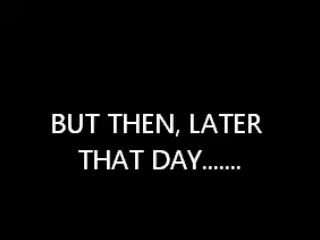 BUT THEN, LATER
THAT DAY.......